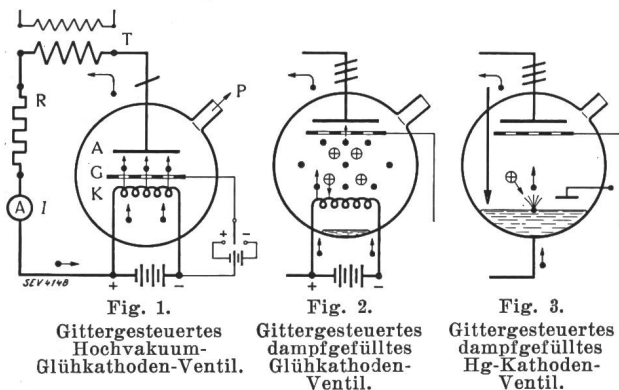 T
P
R
A
G
K
A
I
+
-
+
-
SEV 4148
+
-
Fig. 1.
Gittergesteuertes
Hochvakuum-
Glühkathoden-Ventil.
Fig. 2.
Gittergesteuertes
dampfgefülltes
Glühkathoden-
Ventil.
Fig. 3.
Gittergesteuertes
dampfgefülltes
Hg-Kathoden-
Ventil.